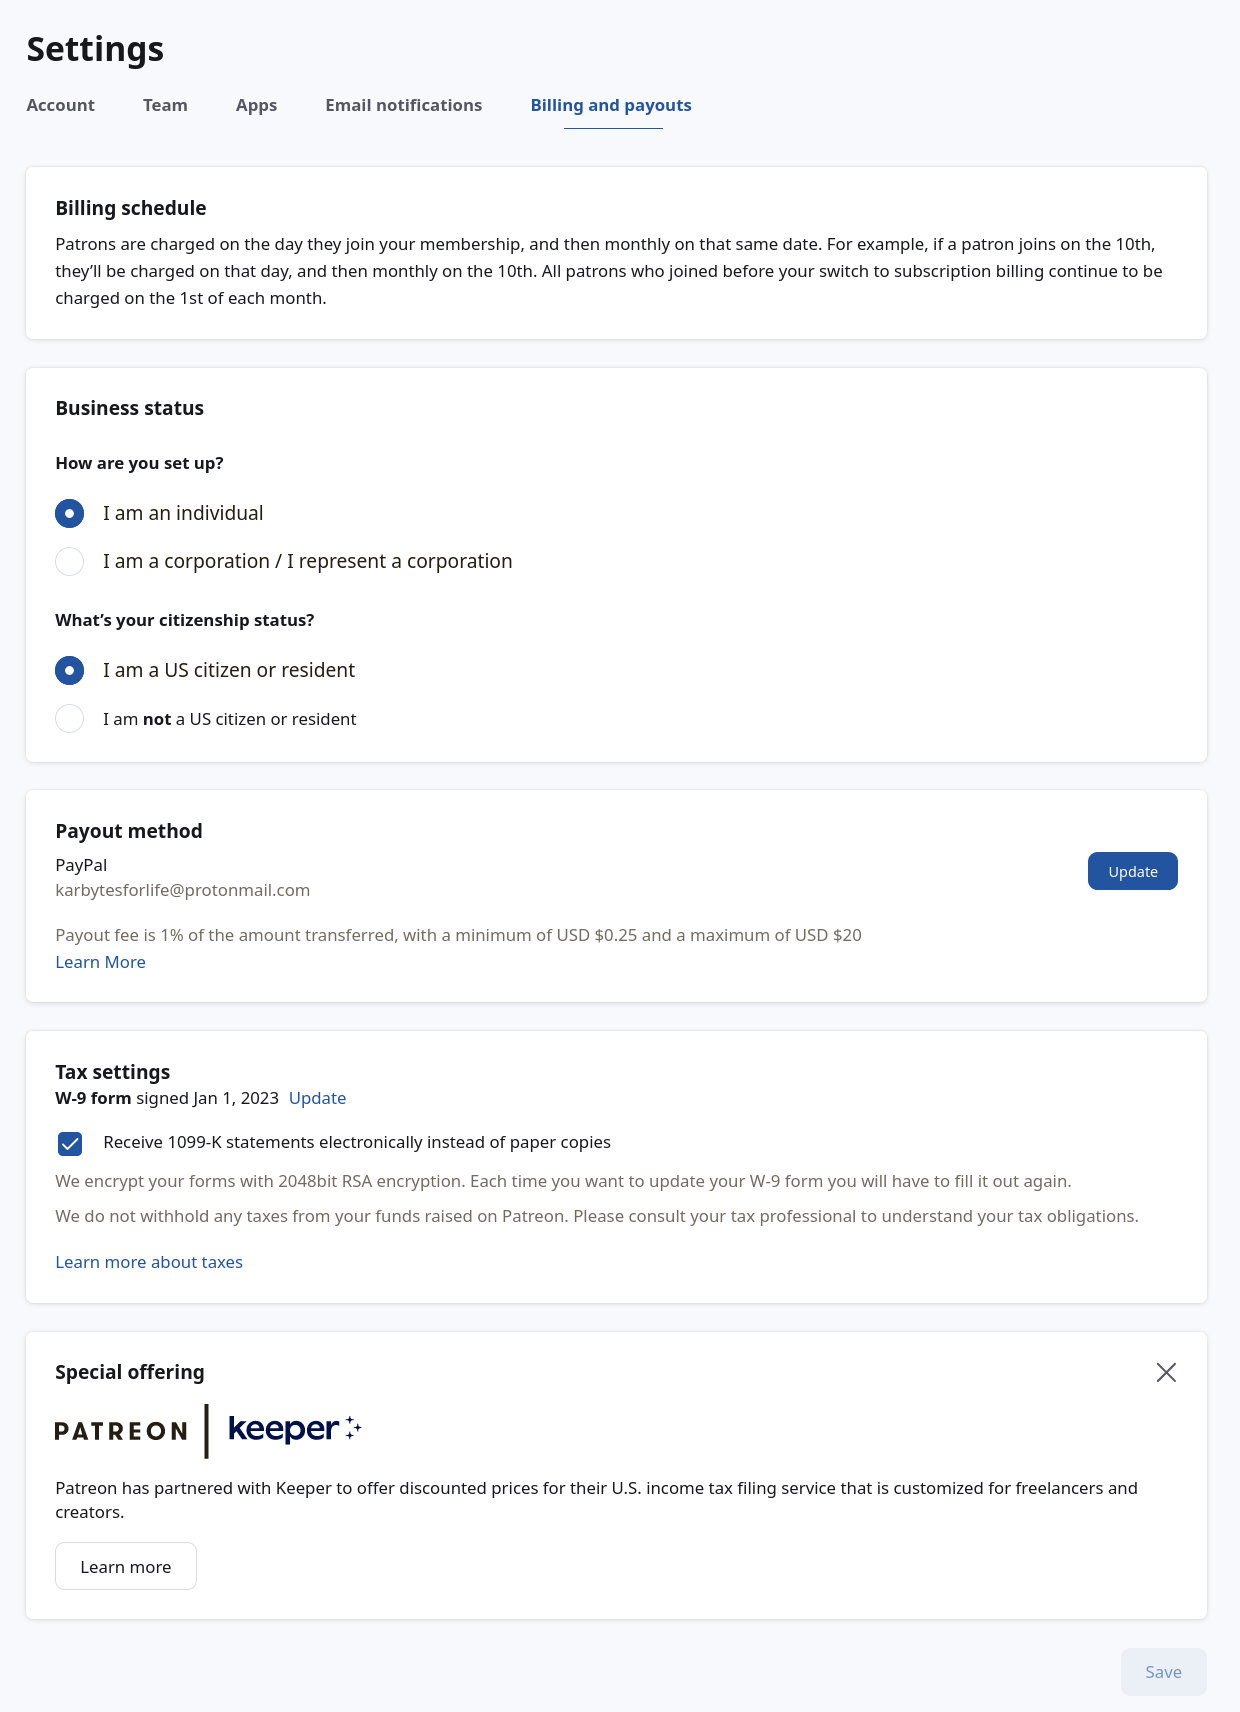 Settings
Account Team Apps Email notifications Billing and payouts
Billing schedule
Patrons are charged on the day they join your membership, and then monthly on that same date. For example, if a patron joins on the 10th,
they’ll be charged on that day, and then monthly on the 10th. All patrons who joined before your switch to subscription billing continue to be
charged on the 1st of each month.
Business status
How are you set up?
I am an individual
I am a corporation / I represent a corporation
What’s your citizenship status?
I am a US citizen or resident
I am not a US citizen or resident
Payout method
PayPal
karbytesforlife@protonmail.com
Update
Payout fee is 1% of the amount transferred, with a minimum of USD $0.25 and a maximum of USD $20
Learn More
Tax settings
W-9 form signed Jan 1, 2023 Update
Receive 1099-K statements electronically instead of paper copies
We encrypt your forms with 2048bit RSA encryption. Each time you want to update your W-9 form you will have to fill it out again.
We do not withhold any taxes from your funds raised on Patreon. Please consult your tax professional to understand your tax obligations.
Learn more about taxes
Special offering
PATREON | keeper
Patreon has partnered with Keeper to offer discounted prices for their U.S. income tax filing service that is customized for freelancers and
creators.
Learn more
Save